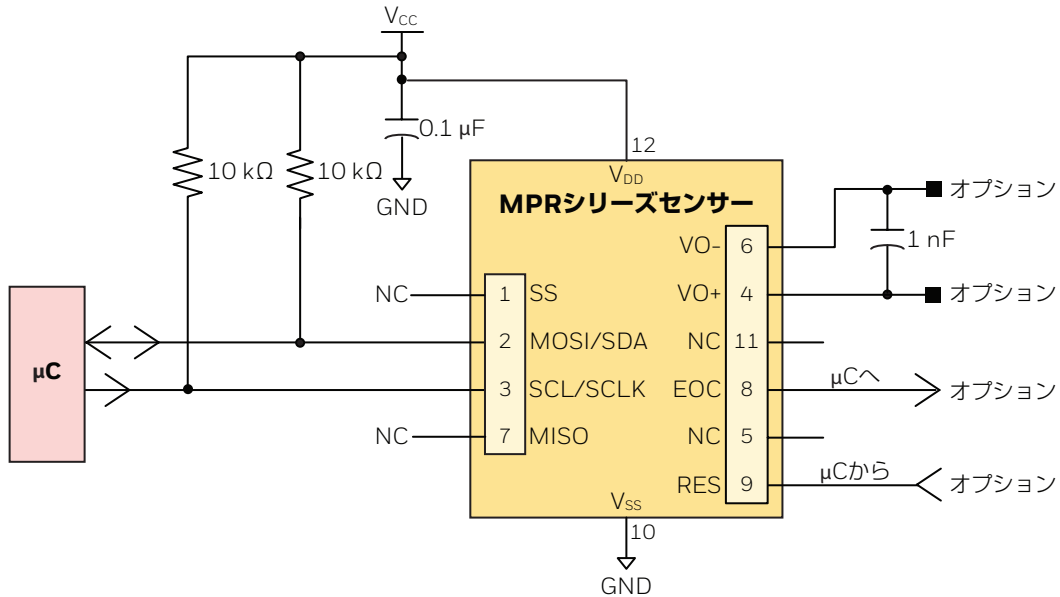 VCC
10 kΩ
10 kΩ
0.1 µF
GND
12
VDD
MPRシリーズセンサー
VO- 6
オプション
1 nF
NC 1 SS
VO+ 4
オプション
µC
2 MOSI/SDA
NC 11
3 SCL/SCLK
EOC 8
µCへ
オプション
NC 7 MISO
NC 5
RES 9
µCから
オプション
VSS
10
GND